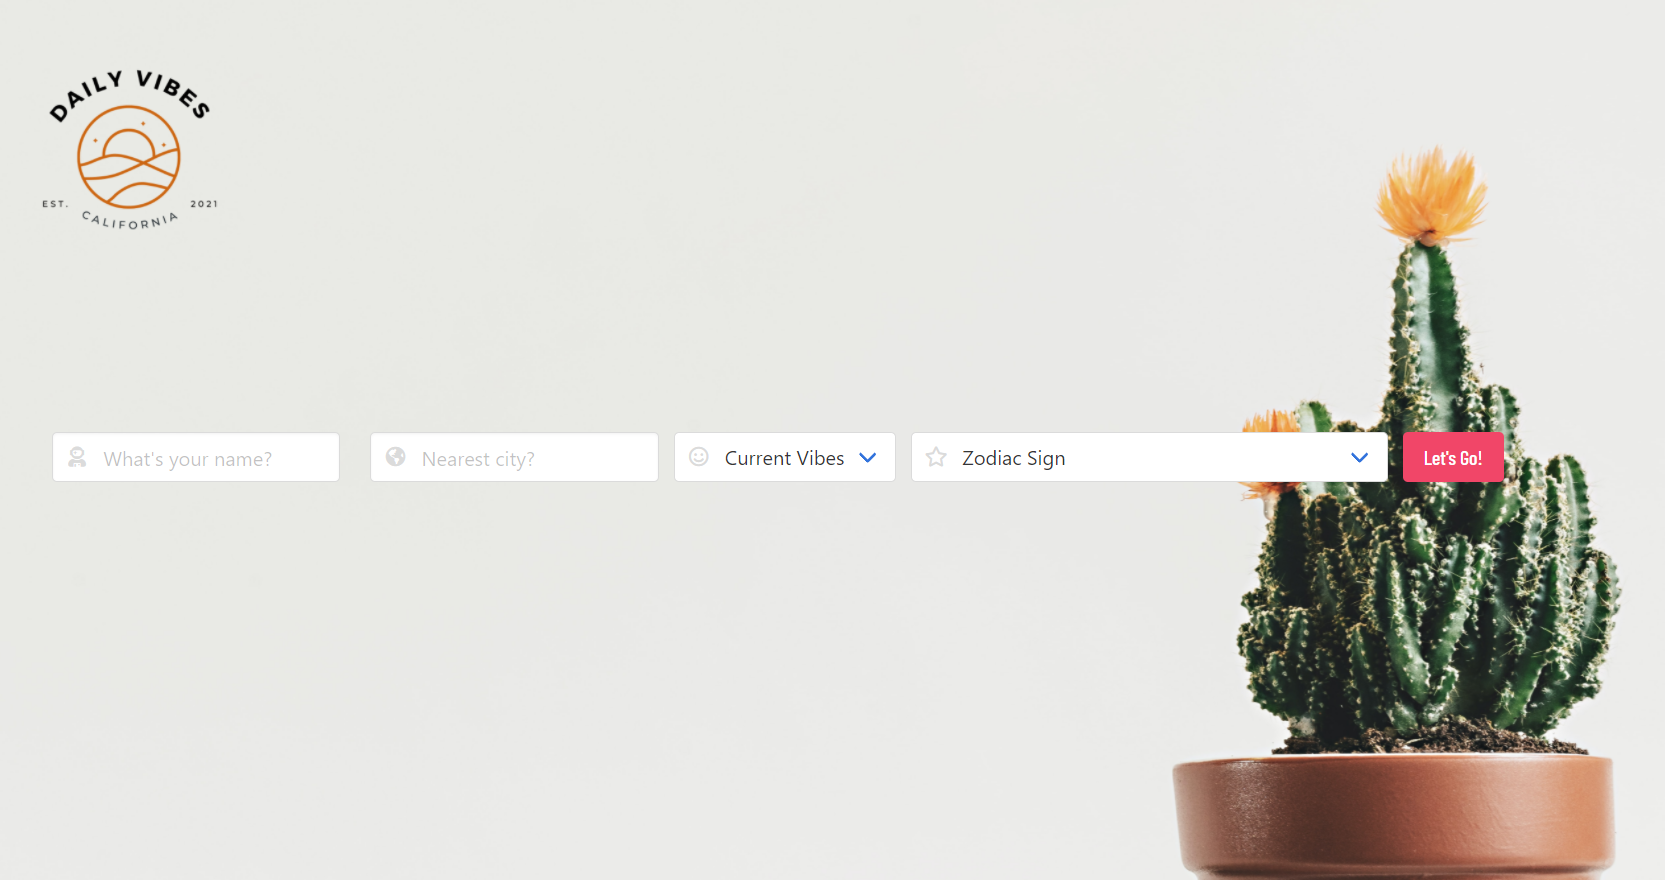 DAILY VIBES
EST. 2021
CALIFORNIA
What's your name?
Nearest city?
Current Vibes
Zodiac Sign
Let's Go!